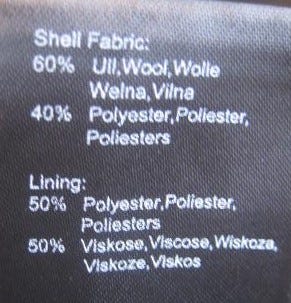 Shell Fabric:
60% Ull,Wool,Wolle
Welna,Vilna
40% Polyester,Poliester,
Poliesters
Lining:
50% Polyester,Poliester,
Poliesters
50% Viskose,Viscose,Wiskoza,
Viskoze,Viskos